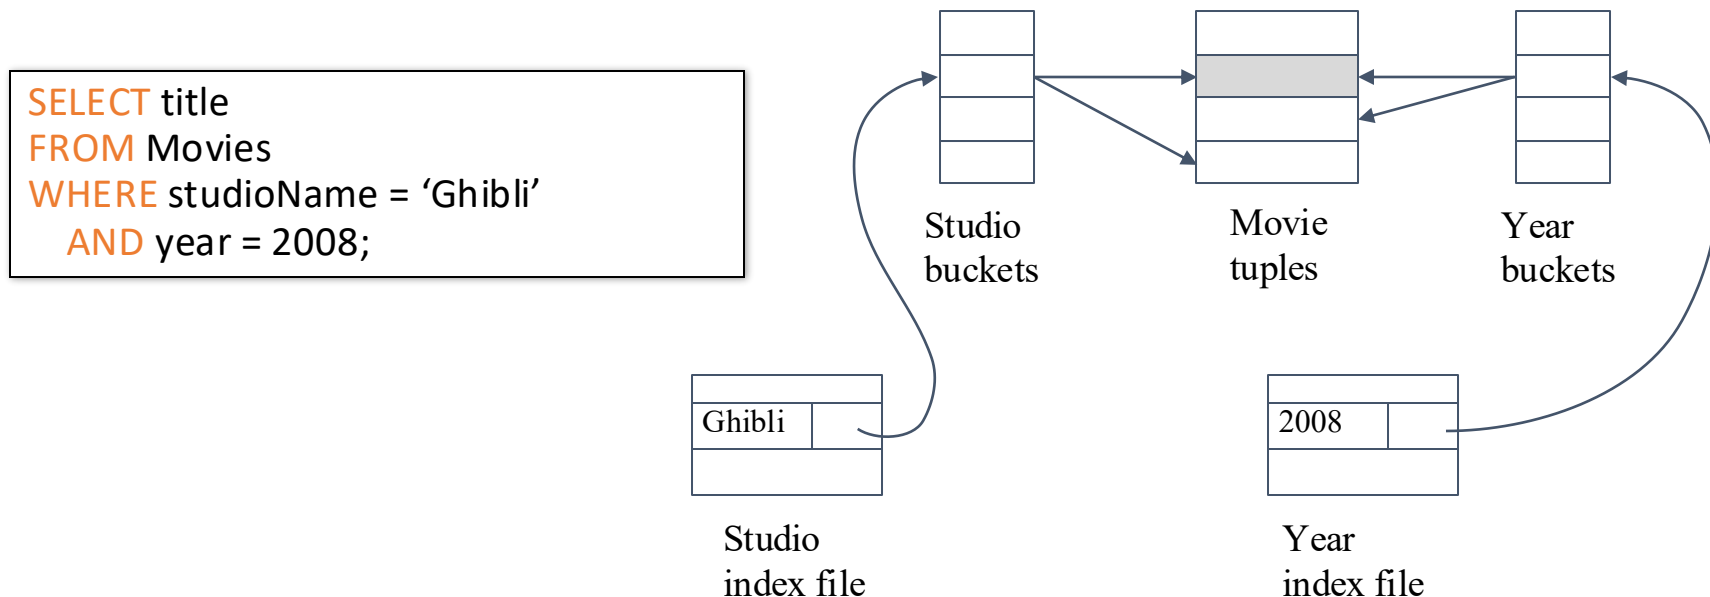 SELECT title
FROM Movies
WHERE studioName = ‘Ghibli’
AND year = 2008;
Studio
buckets
Movie
tuples
Year
buckets
Ghibli
2008
Studio
index file
Year
index file